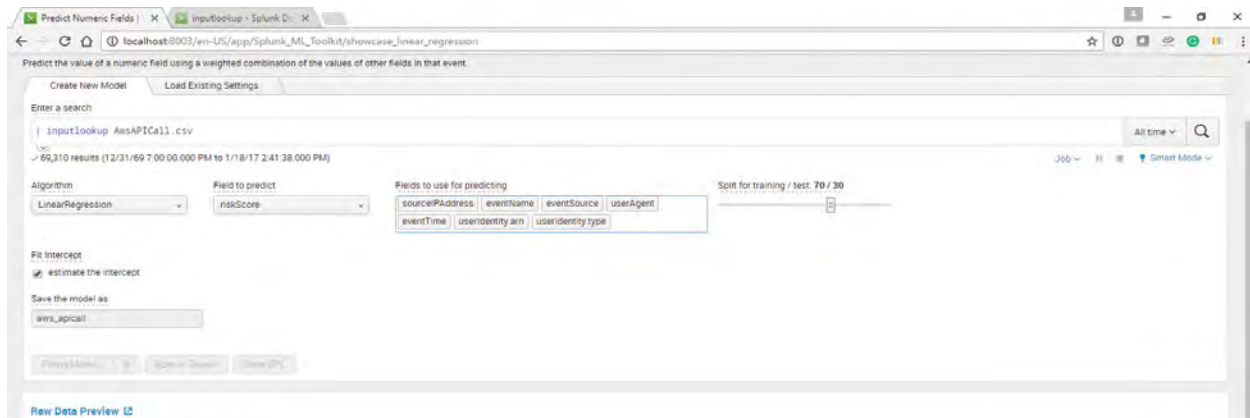 Predict Numeric Fields |
inputlookup - Splunk Do
localhost:8003/en-US/app/Splunk_ML_Toolkit/showcase_linear_regression
Predict the value of a numeric field using a weighted combination of the values of other fields in that event.
Create New Model Load Existing Settings
Enter a search
| inputlookup AwsAPICall.csv
All time
69,310 results (12/31/69 7:00:00.000 PM to 1/18/17 2:41:38.000 PM)
Job Smart Mode
Algorithm Field to predict Fields to use for predicting Split for training / test: 70 / 30
LinearRegression riskScore sourceIPAddress eventName eventSource userAgent
eventTime userIdentity.arn userIdentity.type
Fit Intercept
estimate the intercept
Save the model as
aws_apicall
Raw Data Preview